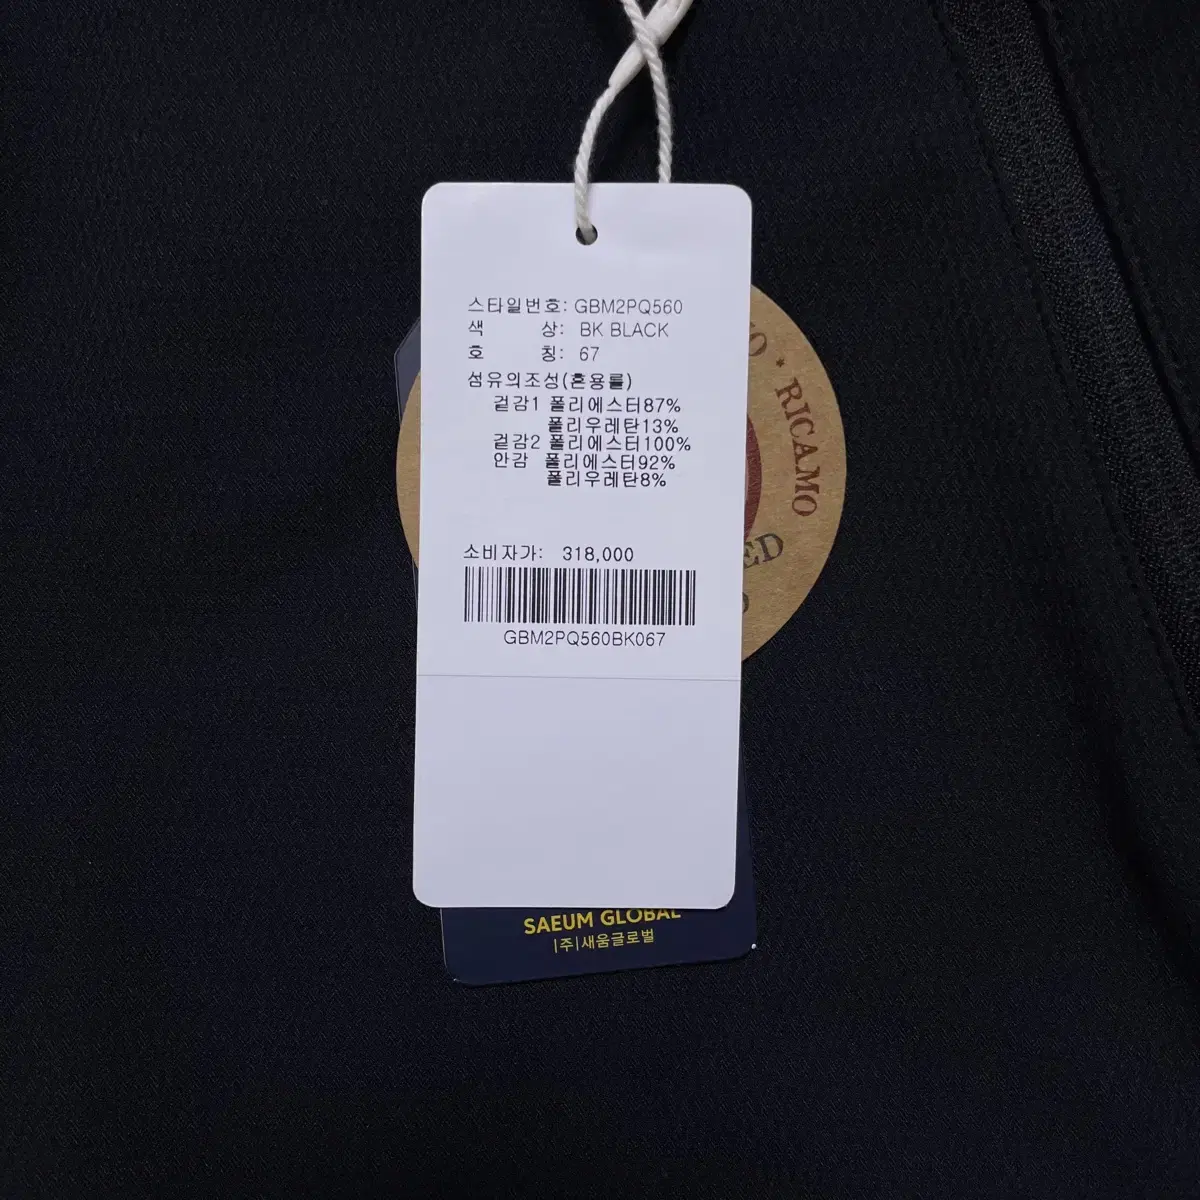 스타일번호: GBM2PQ560
색 상: BK BLACK
호 칭: 67
섬유의조성(혼용률)
겉감1 폴리에스터87%
폴리우레탄13%
겉감2 폴리에스터100%
안감 폴리에스터92%
폴리우레탄8%
소비자가: 318,000
GBM2PQ560BK067
RICAMO
SAEUM GLOBAL
|주|새움글로벌